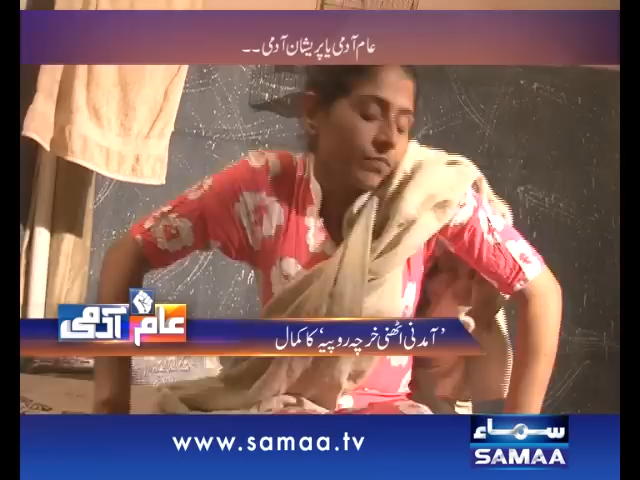 عام آدمی یا پریشان آدمی ۔۔
عام آدمی
’آمدنی اٹھنی خرچہ روپیہ‘ کا کمال
www.samaa.tv
سماء
SAMAA